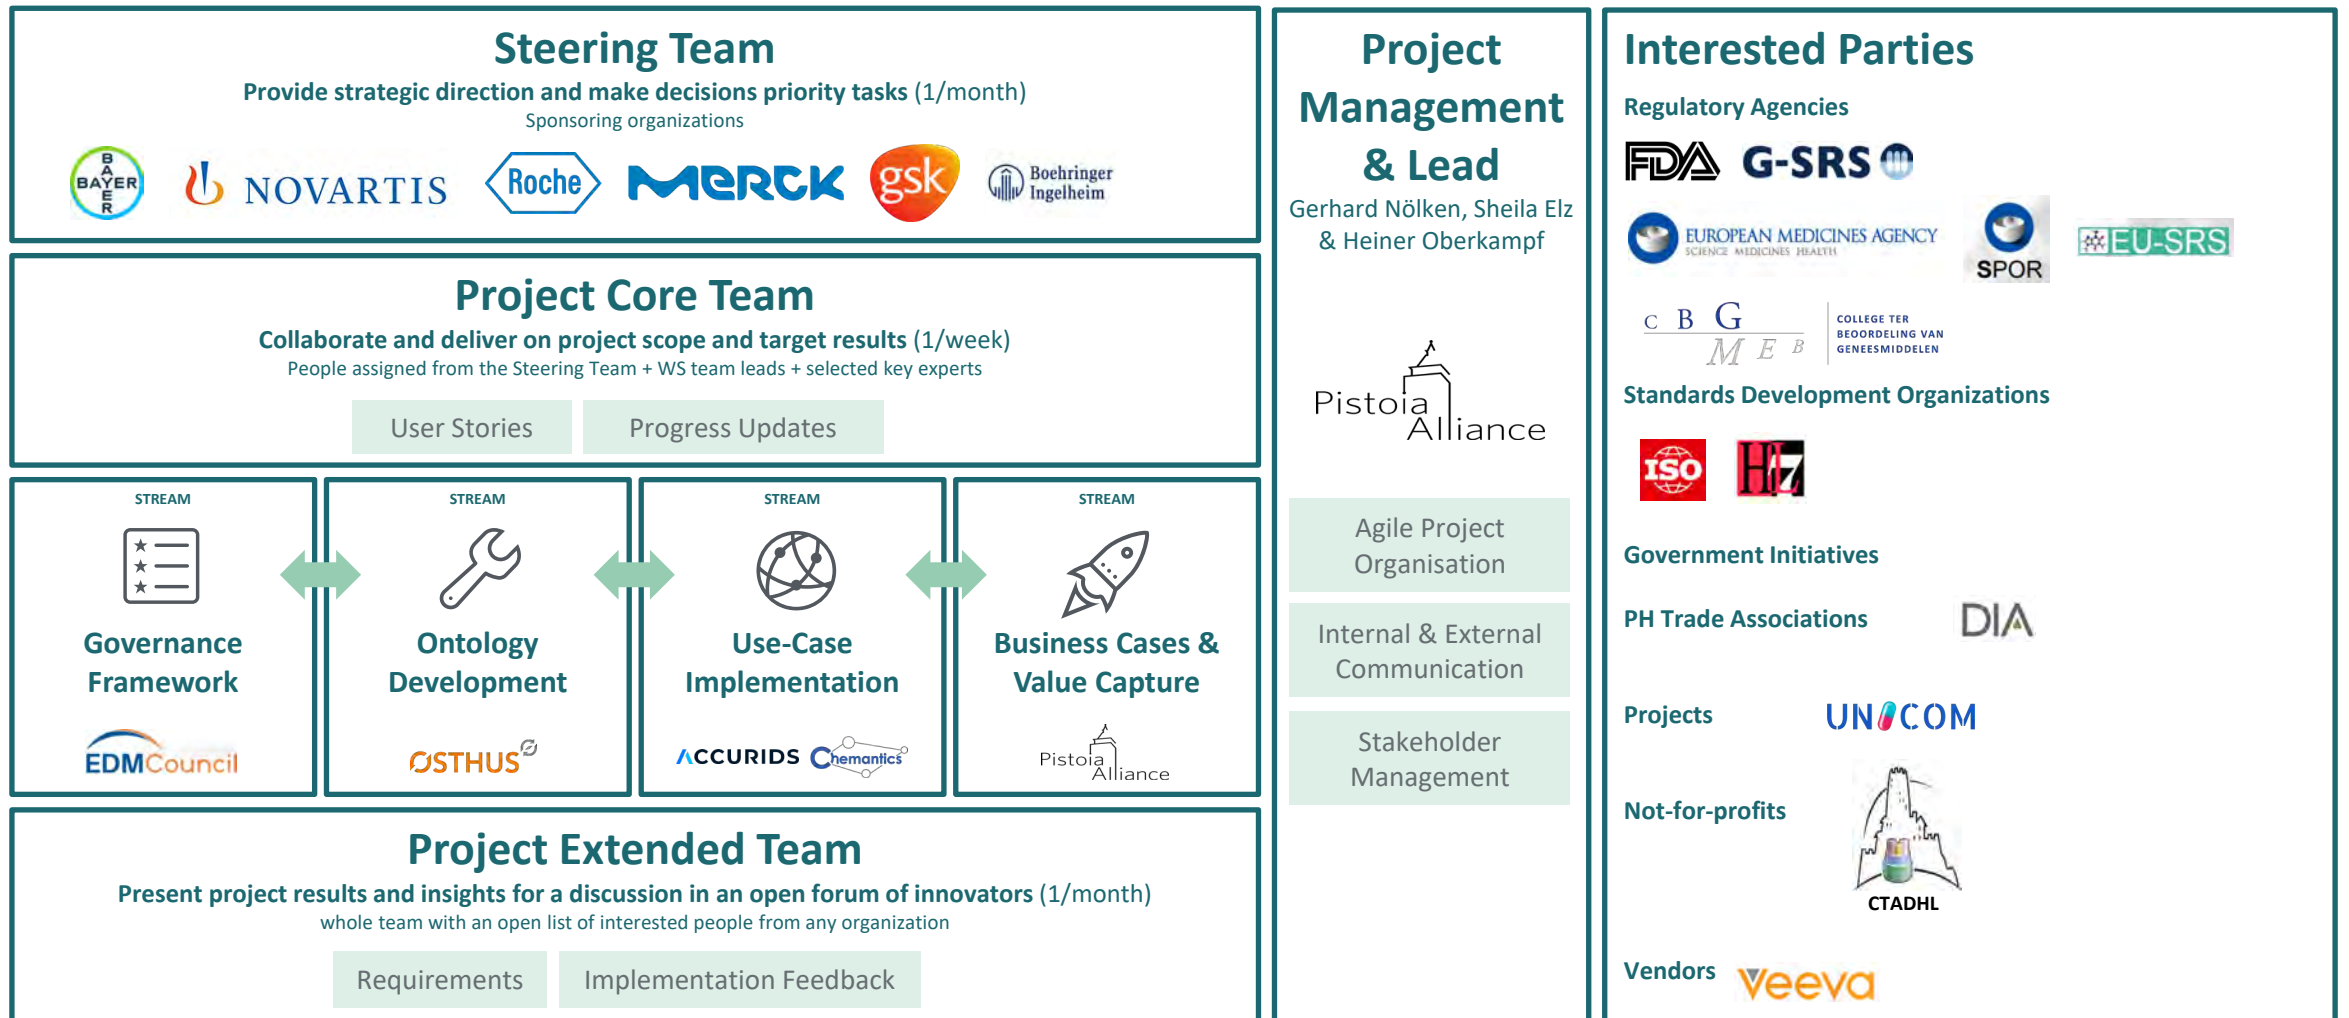 Steering Team
Provide strategic direction and make decisions priority tasks (1/month)
Sponsoring organizations
BAYER
BAYER
NOVARTIS
Roche
MERCK
gsk
Boehringer
Ingelheim
Project Core Team
Collaborate and deliver on project scope and target results (1/week)
People assigned from the Steering Team + WS team leads + selected key experts
User Stories
Progress Updates
STREAM
Governance
Framework
EDMCouncil
STREAM
Ontology
Development
OSTHUS
STREAM
Use-Case
Implementation
ACCURIDS
Chemantics
STREAM
Business Cases &
Value Capture
Pistoia
Alliance
Project Extended Team
Present project results and insights for a discussion in an open forum of innovators (1/month)
whole team with an open list of interested people from any organization
Requirements
Implementation Feedback
Project
Management
& Lead
Gerhard Nölken, Sheila Elz
& Heiner Oberkampf
Pistoia
Alliance
Agile Project
Organisation
Internal & External
Communication
Stakeholder
Management
Interested Parties
Regulatory Agencies
FDA
G-SRS
EUROPEAN MEDICINES AGENCY
SCIENCE MEDICINES HEALTH
SPOR
EU-SRS
C B G
M E B
COLLEGE TER
BEOORDELING VAN
GENEESMIDDELEN
Standards Development Organizations
ISO
HL7
Government Initiatives
PH Trade Associations
DIA
Projects
UNICOM
Not-for-profits
CTADHL
Vendors
Veeva